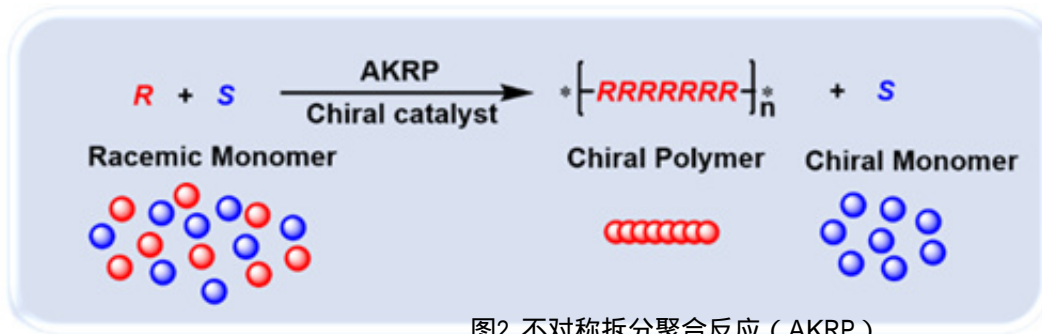 R + S
AKRP
Chiral catalyst
*[RRRRRRR]*n + S
Racemic Monomer
Chiral Polymer
Chiral Monomer
图2 不对称拆分聚合反应（AKRP）